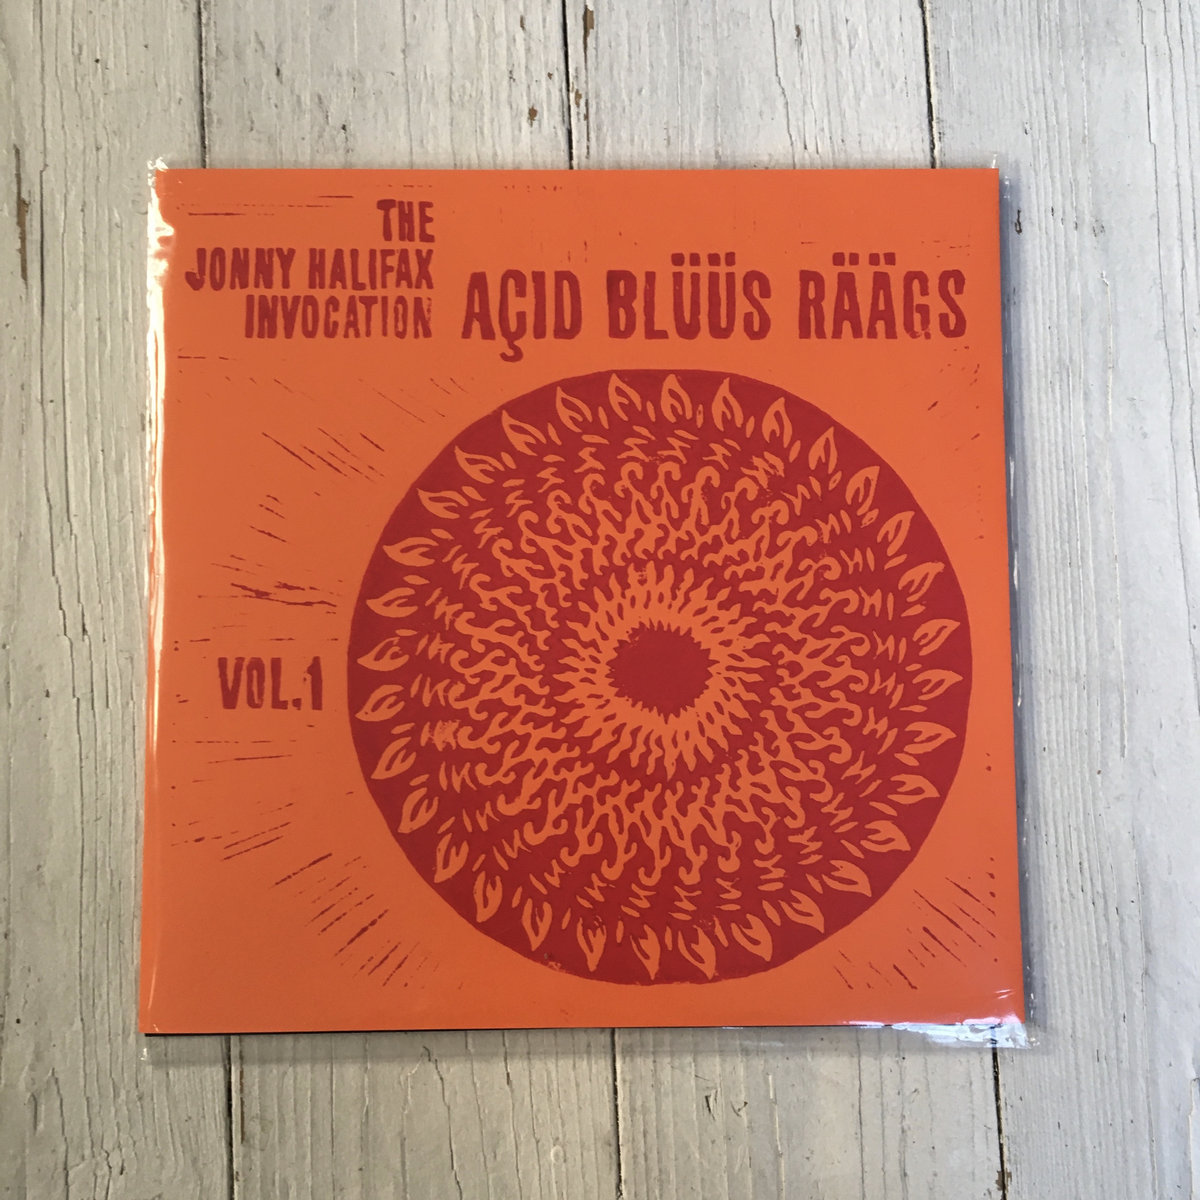 THE
JONNY HALIFAX
INVOCATION
AÇID BLÜÜS RÄÄGS
VOL.1